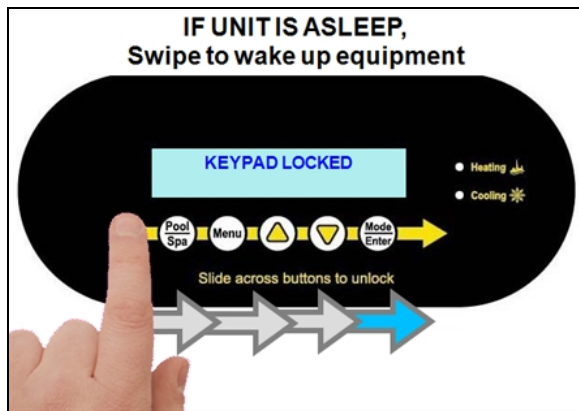 IF UNIT IS ASLEEP,
Swipe to wake up equipment
KEYPAD LOCKED
Heating
Cooling
Pool
Spa
Menu
Mode
Enter
Slide across buttons to unlock